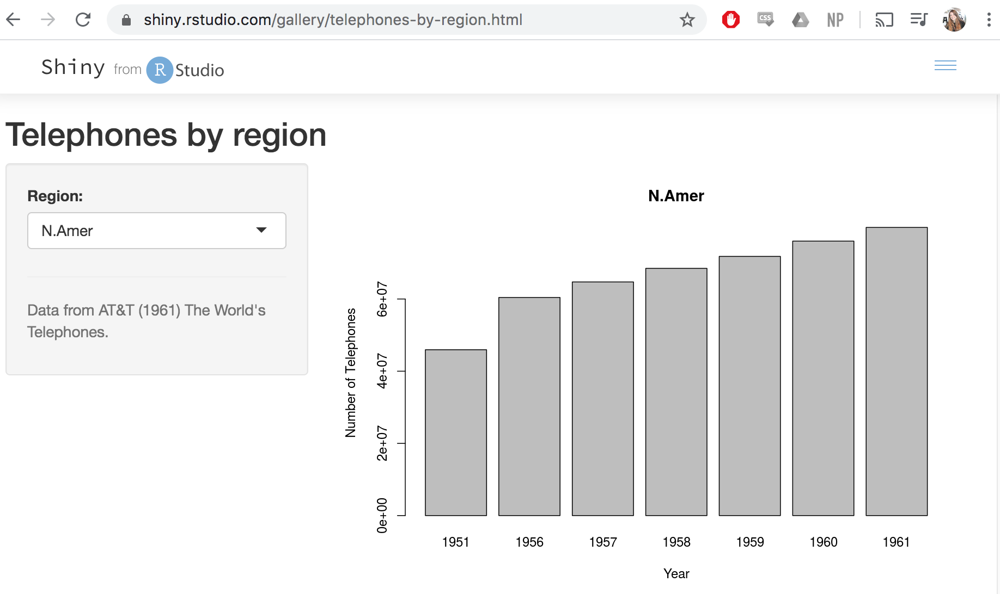 shiny.rstudio.com/gallery/telephones-by-region.html
CSS
NP
Shiny from R Studio
Telephones by region
Region:
N.Amer
Data from AT&T (1961) The World's
Telephones.
N.Amer
Number of Telephones
6e+07
4e+07
2e+07
0e+00
1951 1956 1957 1958 1959 1960 1961
Year